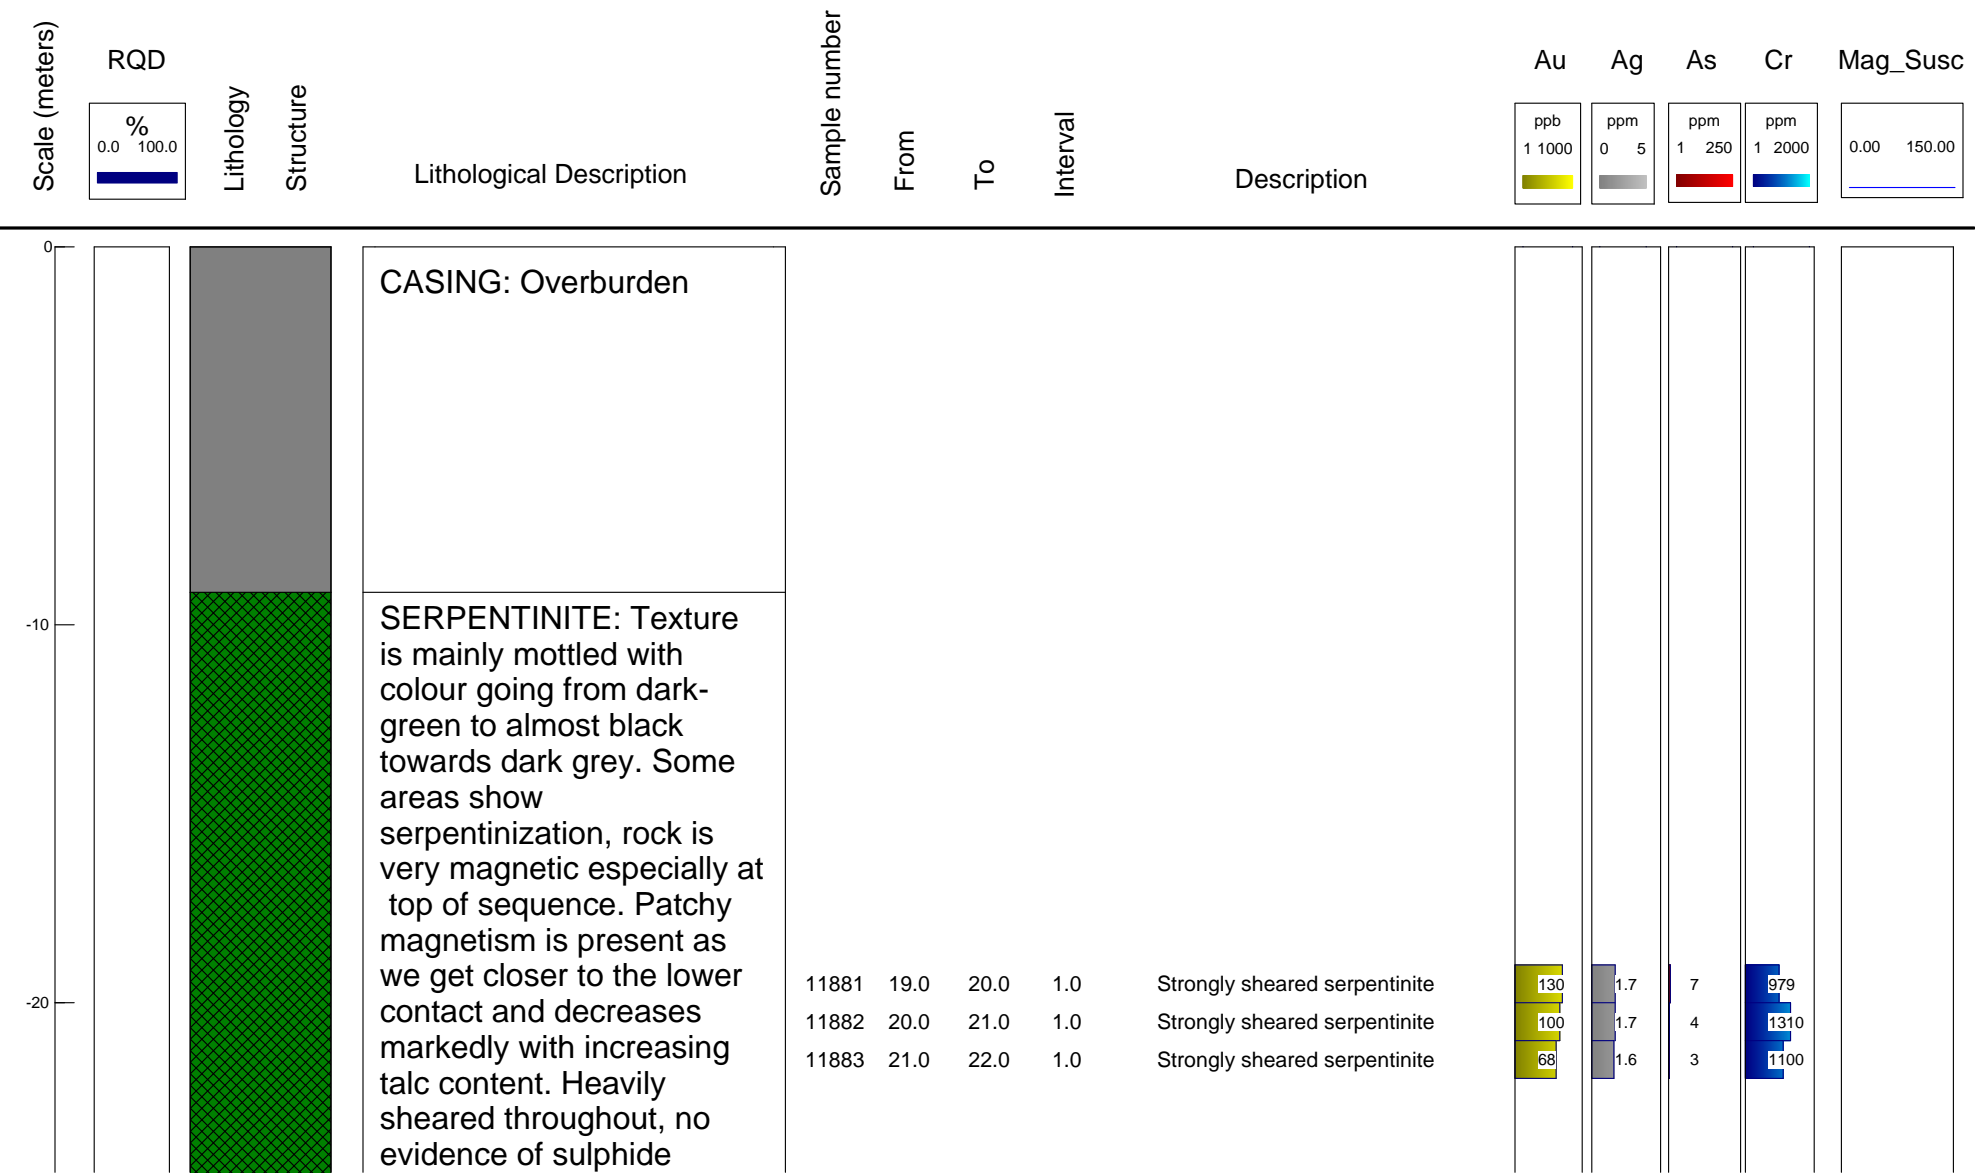 Scale (meters)
RQD
%
0.0 100.0
Lithology
Structure
Lithological Description
Sample number
From
To
Interval
Description
Au
ppb
1 1000
Ag
ppm
0 5
As
ppm
1 250
Cr
ppm
1 2000
Mag_Susc
0.00 150.00
0
CASING: Overburden
-10
SERPENTINITE: Texture
is mainly mottled with
colour going from dark-
green to almost black
towards dark grey. Some
areas show
serpentinization, rock is
very magnetic especially at
top of sequence. Patchy
magnetism is present as
we get closer to the lower
contact and decreases
markedly with increasing
talc content. Heavily
sheared throughout, no
evidence of sulphide
-20
11881 19.0 20.0 1.0 Strongly sheared serpentinite 130 1.7 7 979
11882 20.0 21.0 1.0 Strongly sheared serpentinite 100 1.7 4 1310
11883 21.0 22.0 1.0 Strongly sheared serpentinite 68 1.6 3 1100